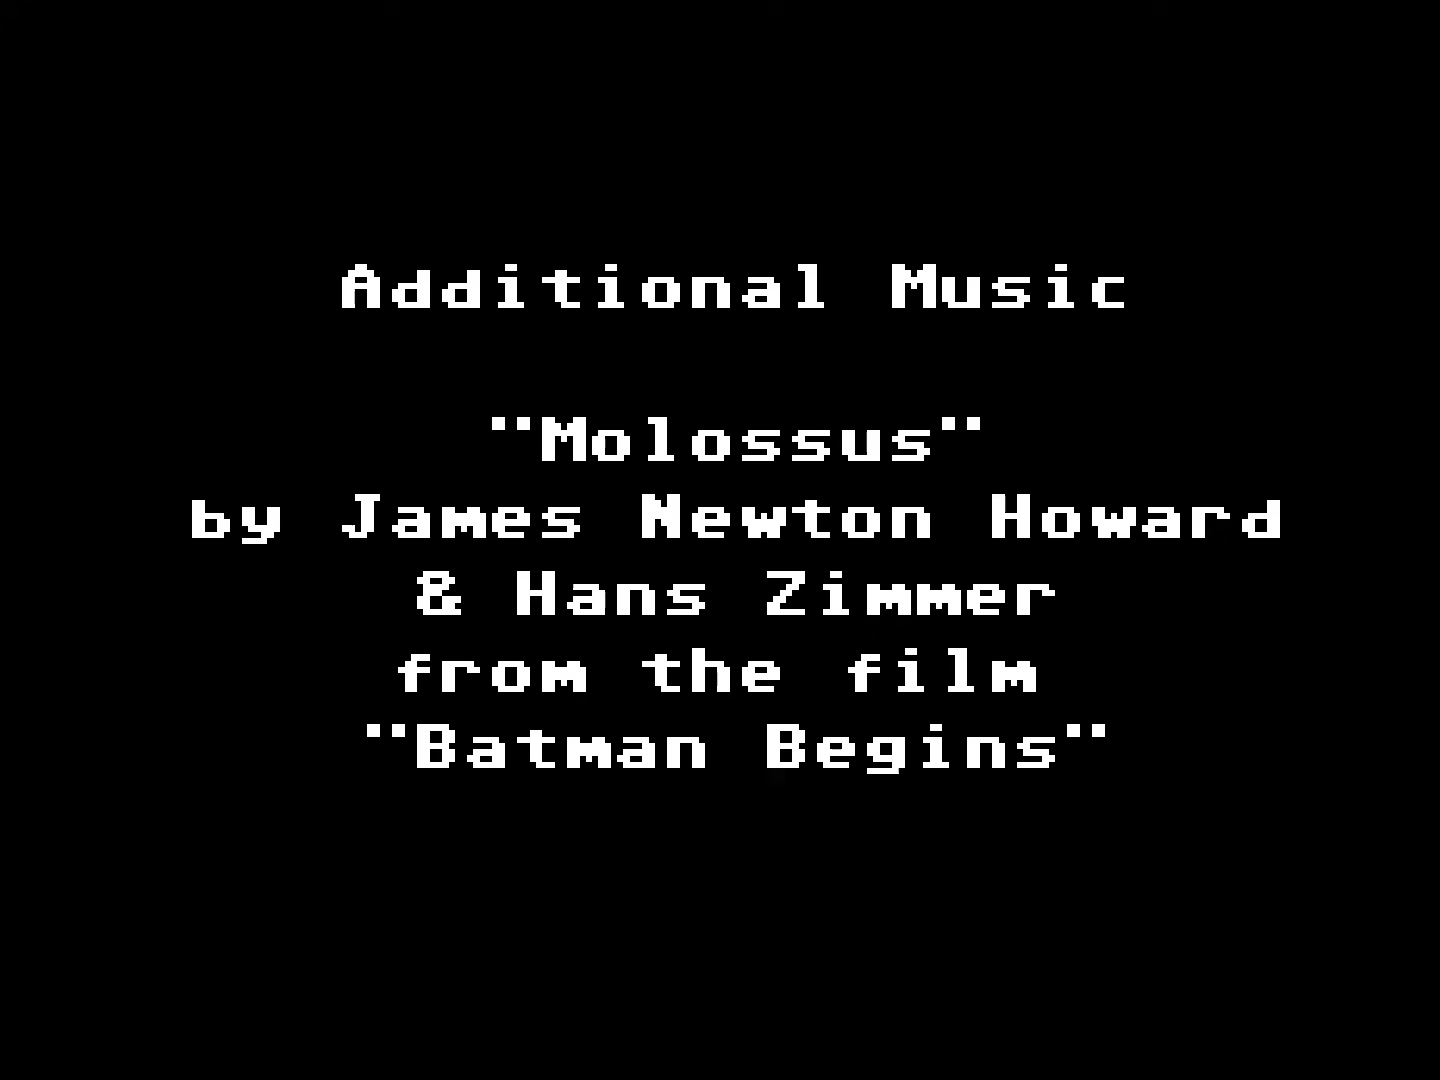 Additional Music
"Molossus"
by James Newton Howard
& Hans Zimmer
from the film
"Batman Begins"